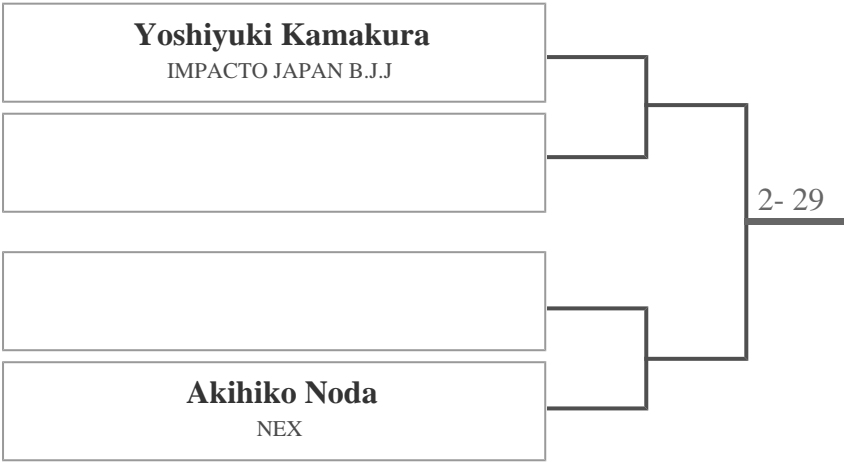 Yoshiyuki Kamakura
IMPACTO JAPAN B.J.J
2- 29
Akihiko Noda
NEX